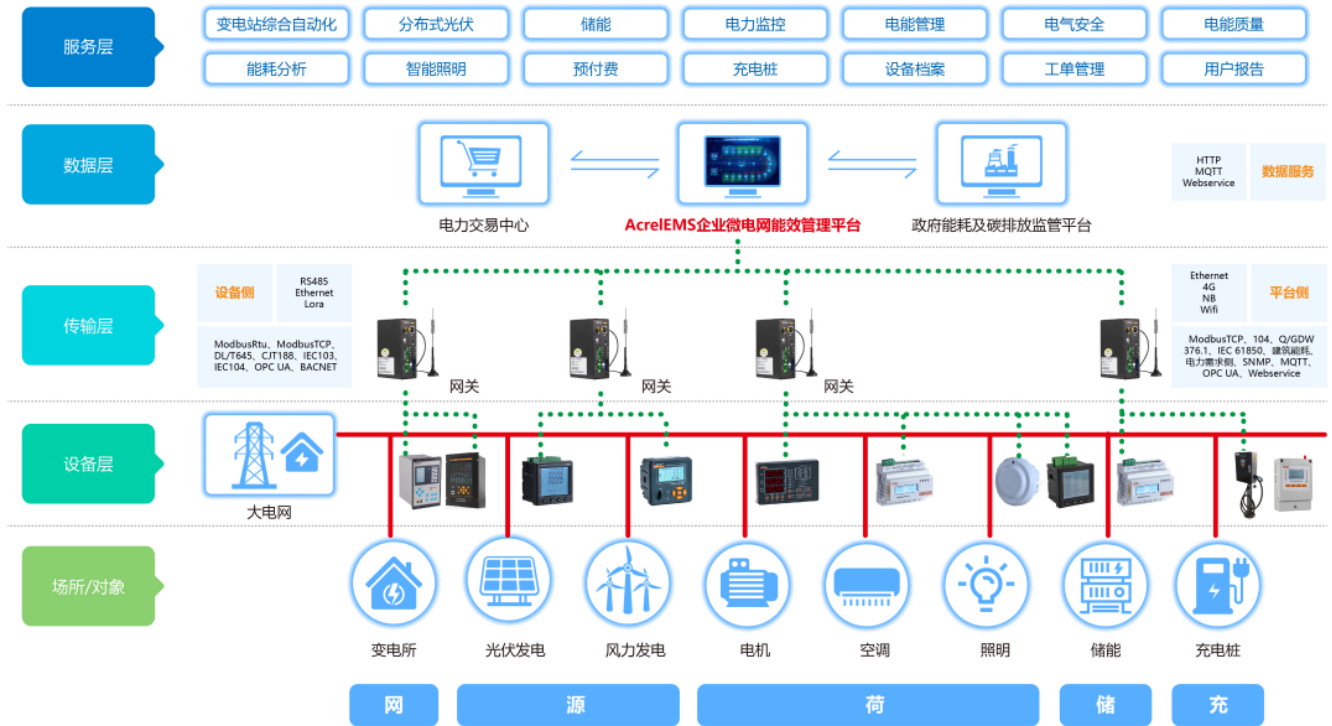 服务层
变电站综合自动化
分布式光伏
储能
电力监控
电能管理
电气安全
电能质量
能耗分析
智能照明
预付费
充电桩
设备档案
工单管理
用户报告
数据层
电力交易中心
AcrelEMS企业微电网能效管理平台
政府能耗及碳排放监管平台
HTTP
MQTT
Webservice
数据服务
传输层
设备侧
RS485
Ethernet
Lora
ModbusRtu、ModbusTCP、
DL/T645、CJT188、IEC103、
IEC104、OPC UA、BACNET
网关
网关
网关
网关
Ethernet
4G
NB
Wifi
平台侧
ModbusTCP、104、Q/GDW
376.1、IEC 61850、建筑能耗、
电力需求侧、SNMP、MQTT、
OPC UA、Webservice
设备层
大电网
场所/对象
变电所
光伏发电
风力发电
电机
空调
照明
储能
充电桩
网
源
荷
储
充